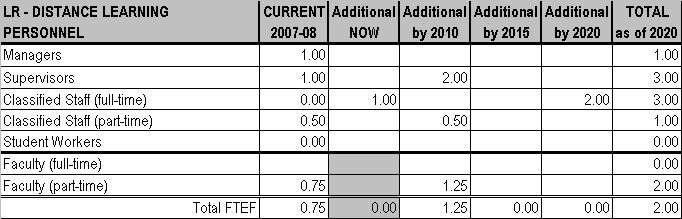 LR - DISTANCE LEARNING CURRENT Additional Additional Additional Additional TOTAL
PERSONNEL 2007-08 NOW by 2010 by 2015 by 2020 as of 2020
Managers 1.00 1.00
Supervisors 1.00 2.00 3.00
Classified Staff (full-time) 0.00 1.00 2.00 3.00
Classified Staff (part-time) 0.50 0.50 1.00
Student Workers 0.00 0.00
Faculty (full-time) 0.00
Faculty (part-time) 0.75 1.25 2.00
Total FTEF 0.75 0.00 1.25 0.00 0.00 2.00